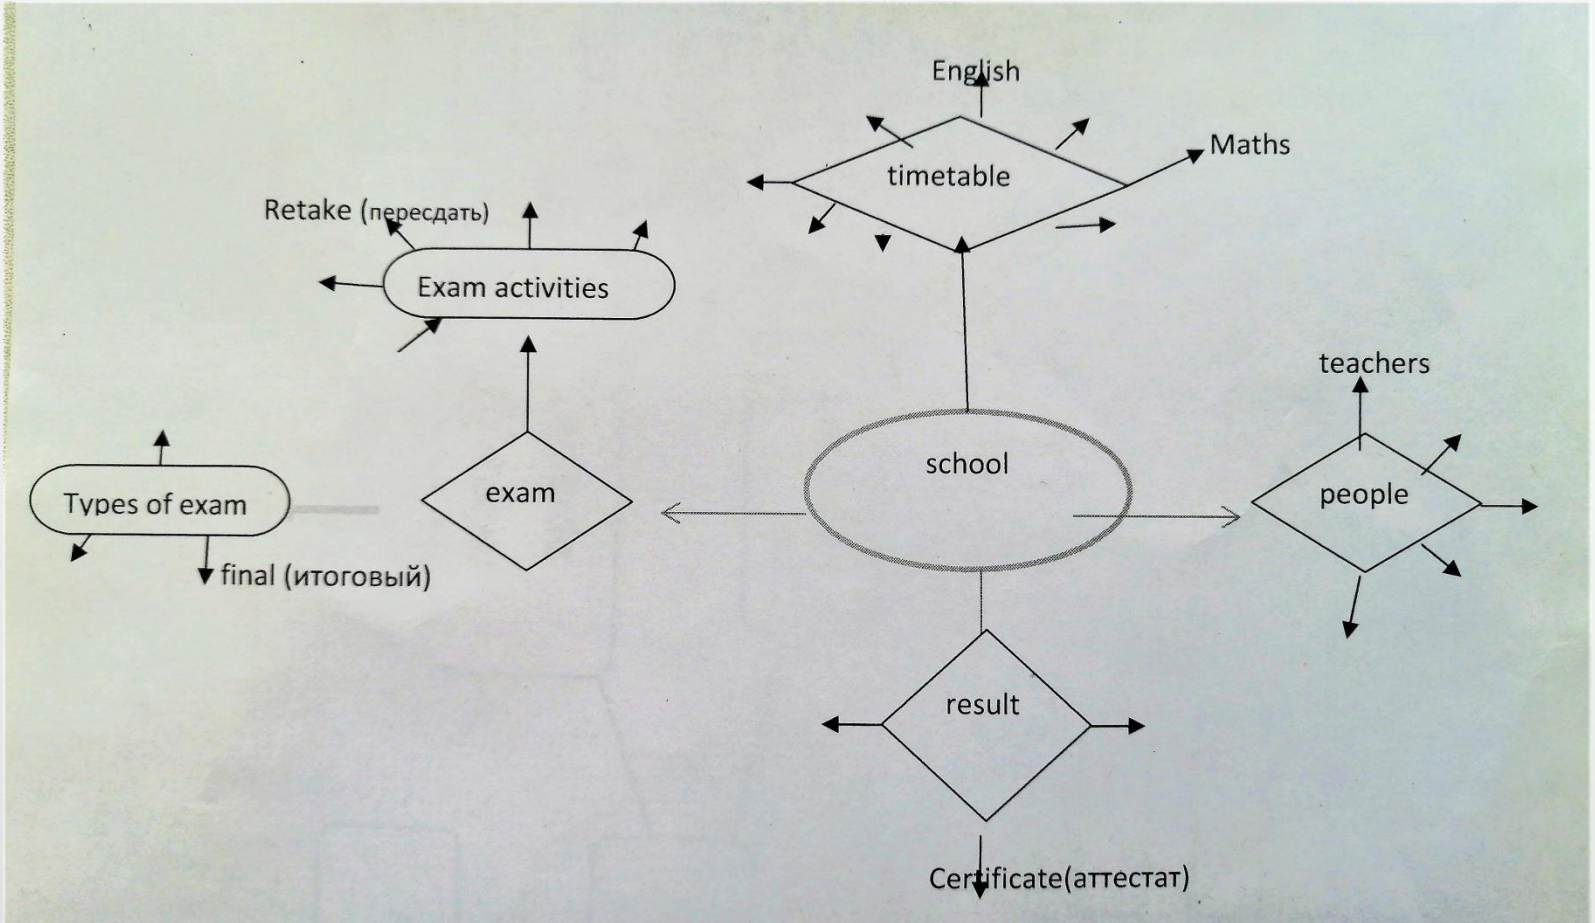 English
Maths
timetable
Retake (пересдать)
Exam activities
teachers
school
people
exam
Types of exam
final (итоговый)
result
Certificate(аттестат)